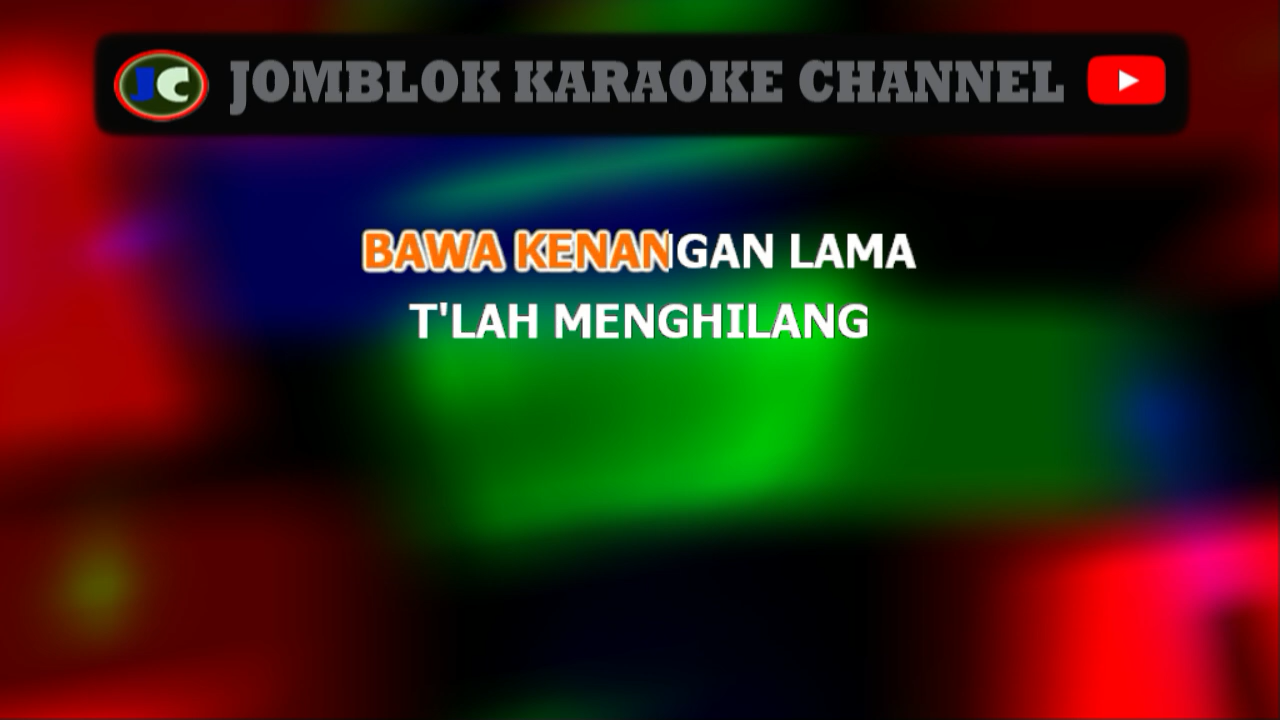 JC JOMBLOK KARAOKE CHANNEL
BAWA KENANGAN LAMA
T'LAH MENGHILANG